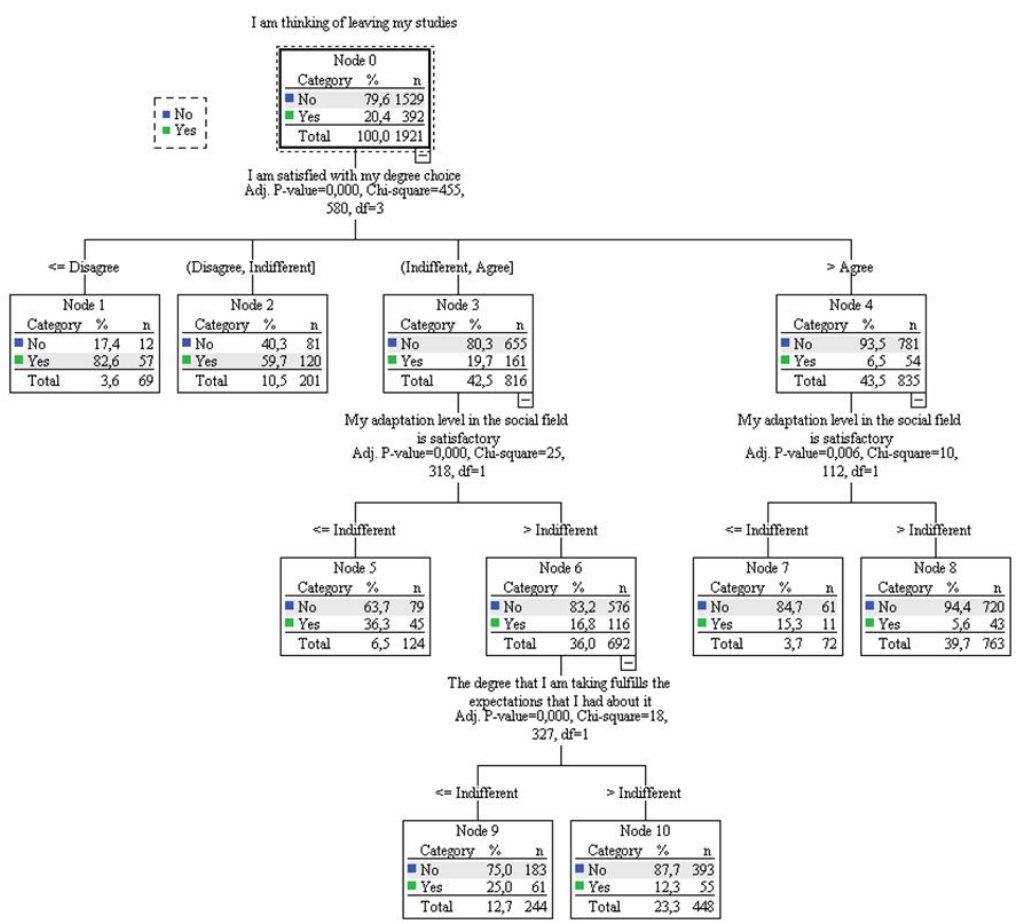 I am thinking of leaving my studies
Node 0
Category % n
No 79,6 1529
Yes 20,4 392
Total 100,0 1921
No
Yes
I am satisfied with my degree choice
Adj. P-value=0,000, Chi-square=455,
580, df=3
<= Disagree
(Disagree, Indifferent]
(Indifferent, Agree]
> Agree
Node 1
Category % n
No 17,4 12
Yes 82,6 57
Total 3,6 69
Node 2
Category % n
No 40,3 81
Yes 59,7 120
Total 10,5 201
Node 3
Category % n
No 80,3 655
Yes 19,7 161
Total 42,5 816
Node 4
Category % n
No 93,5 781
Yes 6,5 54
Total 43,5 835
My adaptation level in the social field
is satisfactory
Adj. P-value=0,000, Chi-square=25,
318, df=1
My adaptation level in the social field
is satisfactory
Adj. P-value=0,006, Chi-square=10,
112, df=1
<= Indifferent
> Indifferent
<= Indifferent
> Indifferent
Node 5
Category % n
No 63,7 79
Yes 36,3 45
Total 6,5 124
Node 6
Category % n
No 83,2 576
Yes 16,8 116
Total 36,0 692
Node 7
Category % n
No 84,7 61
Yes 15,3 11
Total 3,7 72
Node 8
Category % n
No 94,4 720
Yes 5,6 43
Total 39,7 763
The degree that I am taking fulfills the
expectations that I had about it
Adj. P-value=0,000, Chi-square=18,
327, df=1
<= Indifferent
> Indifferent
Node 9
Category % n
No 75,0 183
Yes 25,0 61
Total 12,7 244
Node 10
Category % n
No 87,7 393
Yes 12,3 55
Total 23,3 448